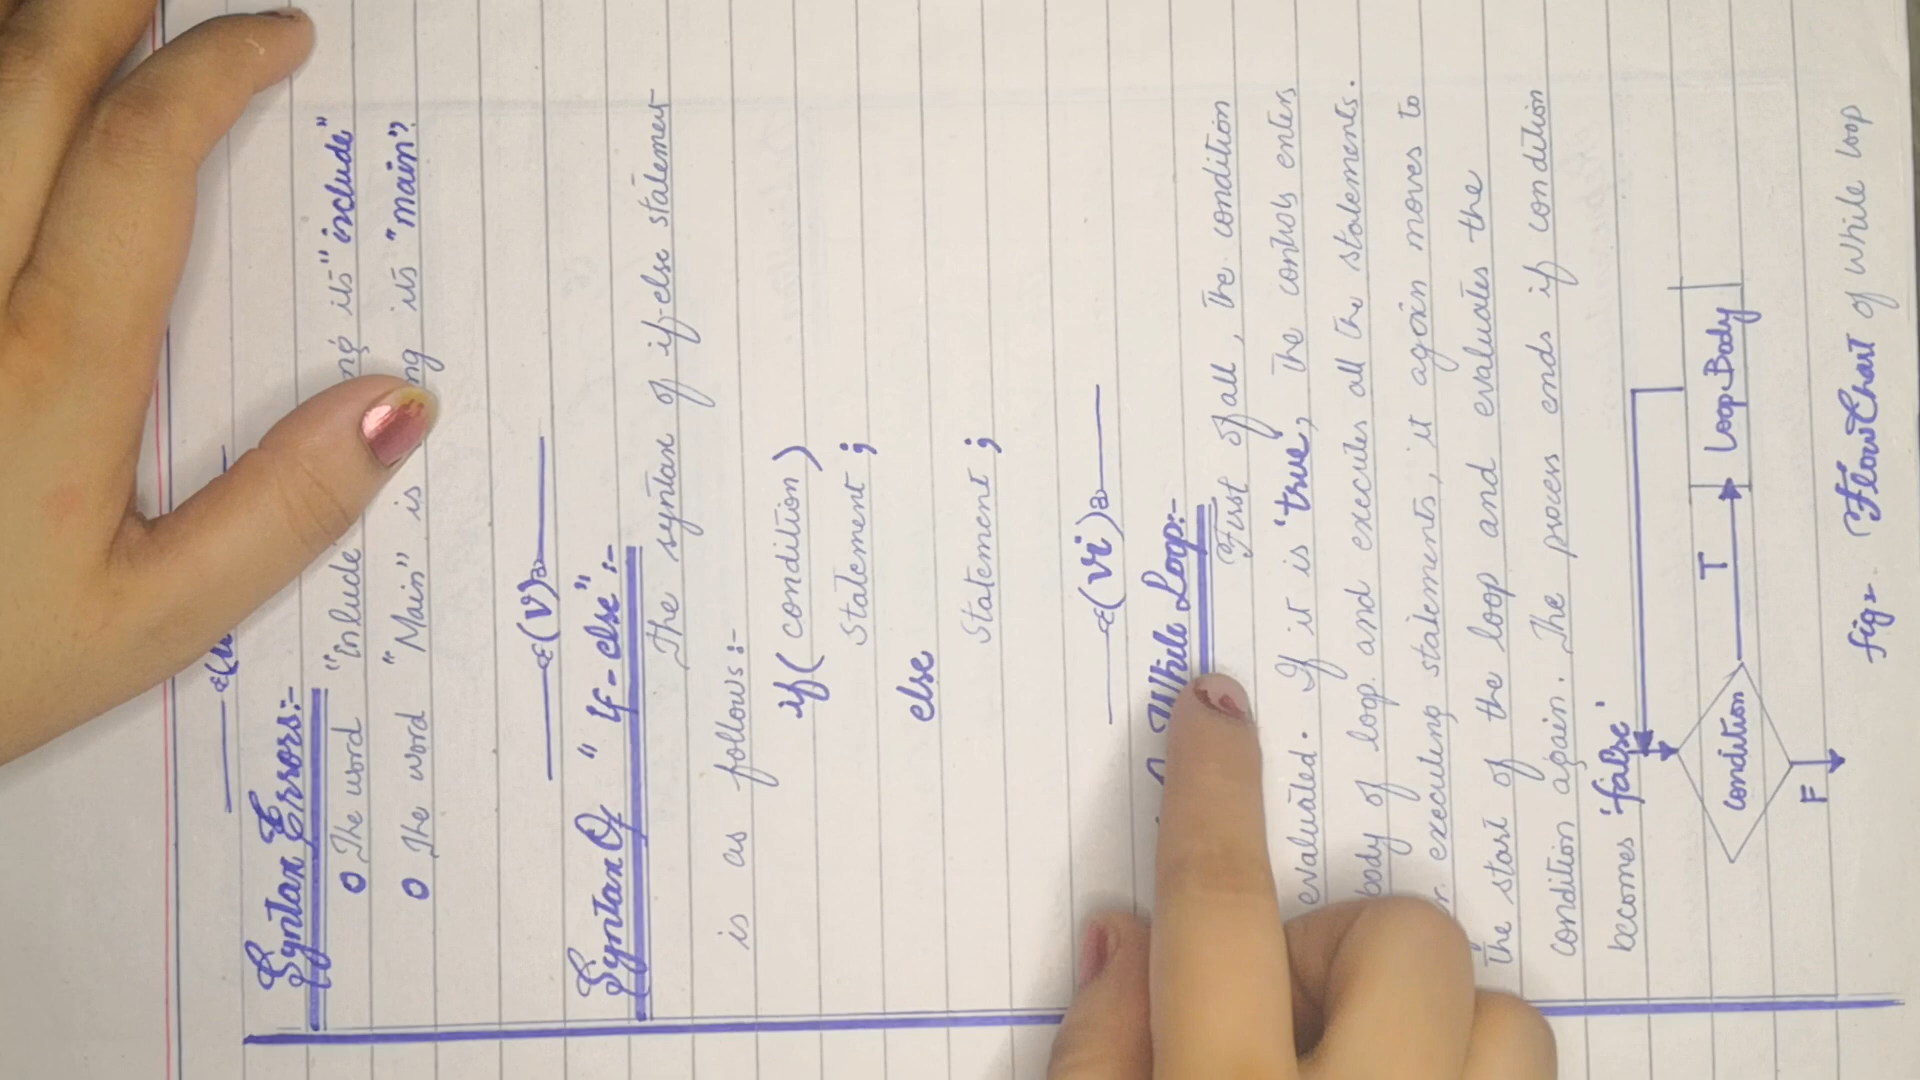 Syntax Errors:-
o The word "inlude ng its "include"
o The word "Main" is ng its "main".
(V)
Syntax Of "If-else":-
The syntax of if-else statement
is as follows:-
if (condition)
statement;
else
statement;
(vi)
While Loop:-
First of all, the condition
evaluated. If it is 'true', the control enters
body of loop and executes all the statements.
executing statements, it again moves to
the start of the loop and evaluates the
condition again. The process ends if condition
becomes 'false'
condition
T
Loop Body
F
fig:- FlowChart of While loop